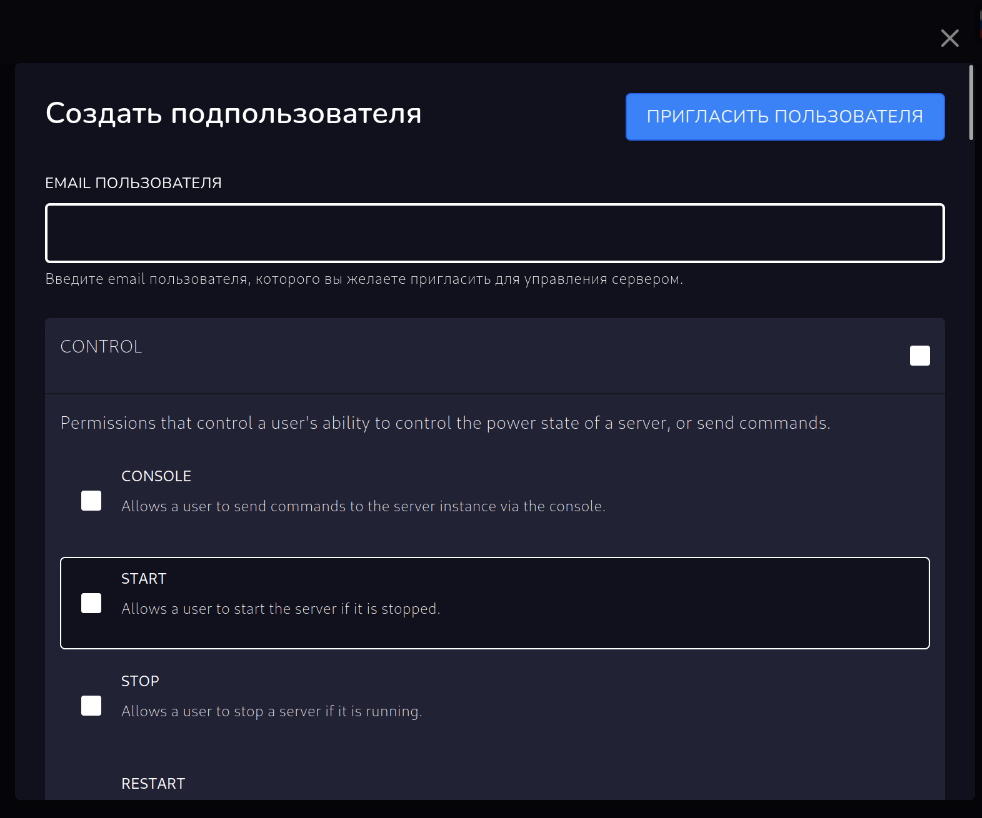 Создать подпользователя
ПРИГЛАСИТЬ ПОЛЬЗОВАТЕЛЯ
EMAIL ПОЛЬЗОВАТЕЛЯ
Введите email пользователя, которого вы желаете пригласить для управления сервером.
CONTROL
Permissions that control a user's ability to control the power state of a server, or send commands.
CONSOLE
Allows a user to send commands to the server instance via the console.
START
Allows a user to start the server if it is stopped.
STOP
Allows a user to stop a server if it is running.
RESTART